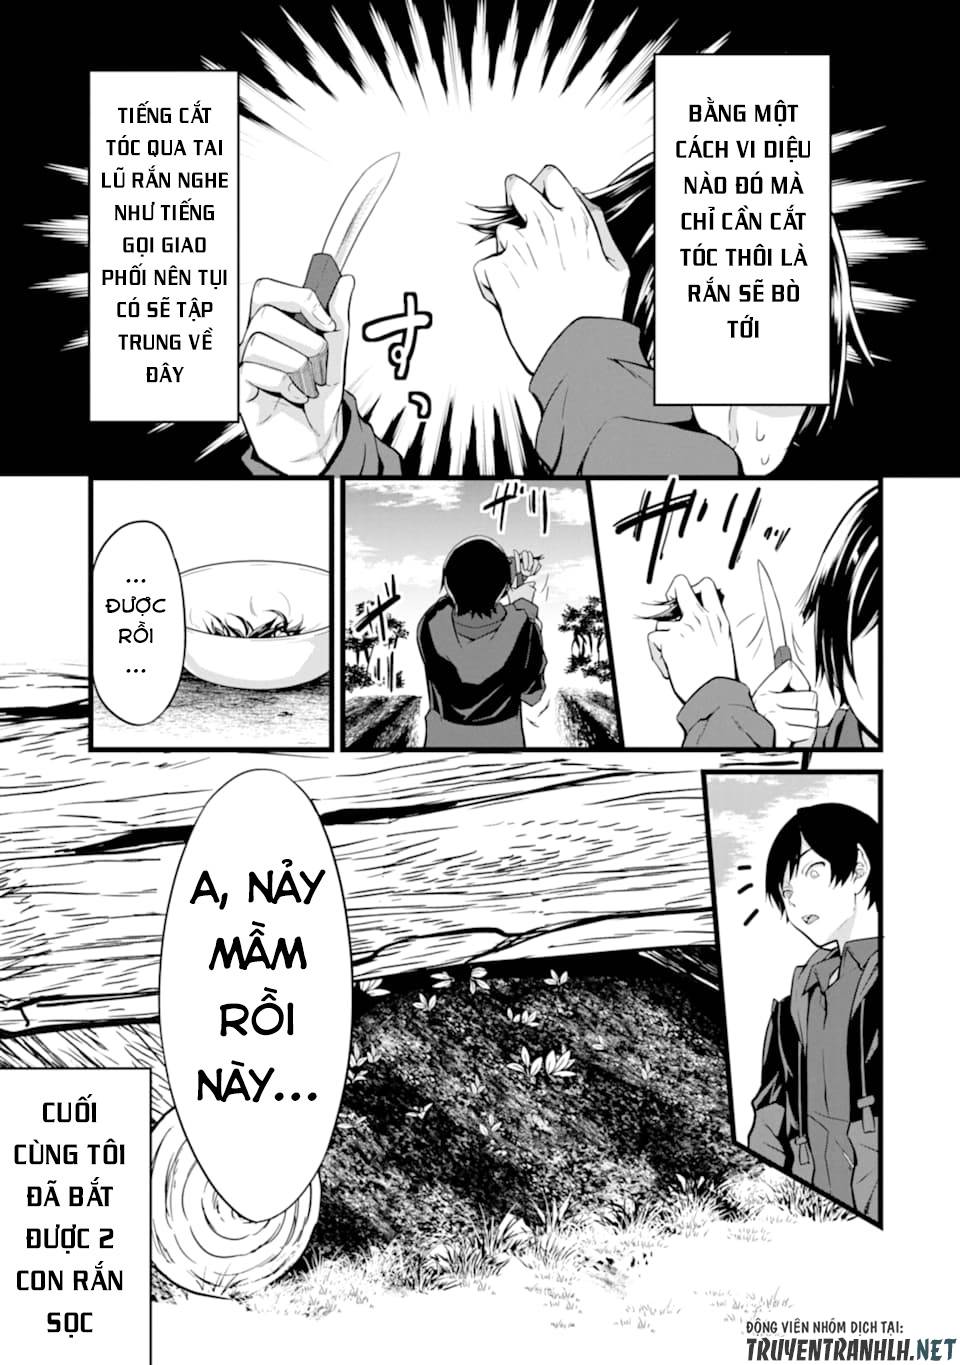 BẰNG MỘT
CÁCH VI DIỆU
NÀO ĐÓ MÀ
CHỈ CẦN CẮT
TÓC THÔI LÀ
RẮN SẼ BÒ
TỚI
TIẾNG CẮT
TÓC QUA TAI
LŨ RẮN NGHE
NHƯ TIẾNG
GỌI GIAO
PHỐI NÊN TỤI
CÓ SẼ TẬP
TRUNG VỀ
ĐÂY
すっ
ガリ
ガリ
...
ĐƯỢC
RỒI
...
A, NẢY
MẦM
RỒI
NÀY...
CUỐI
CÙNG TÔI
ĐÃ BẮT
ĐƯỢC 2
CON RẮN
SỌC
ĐỘNG VIÊN NHÓM DỊCH TẠI:
TRUYENTRANHLH.NET